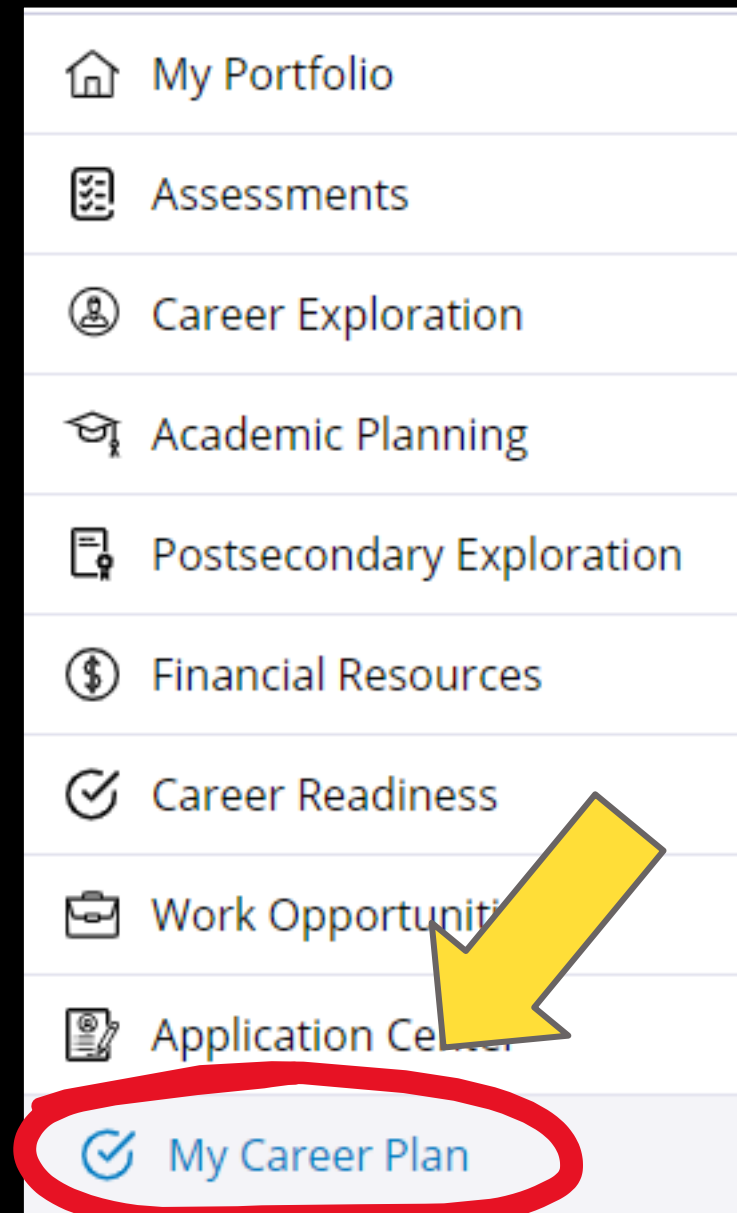 My Portfolio
Assessments
Career Exploration
Academic Planning
Postsecondary Exploration
Financial Resources
Career Readiness
Work
Application
My Career Plan